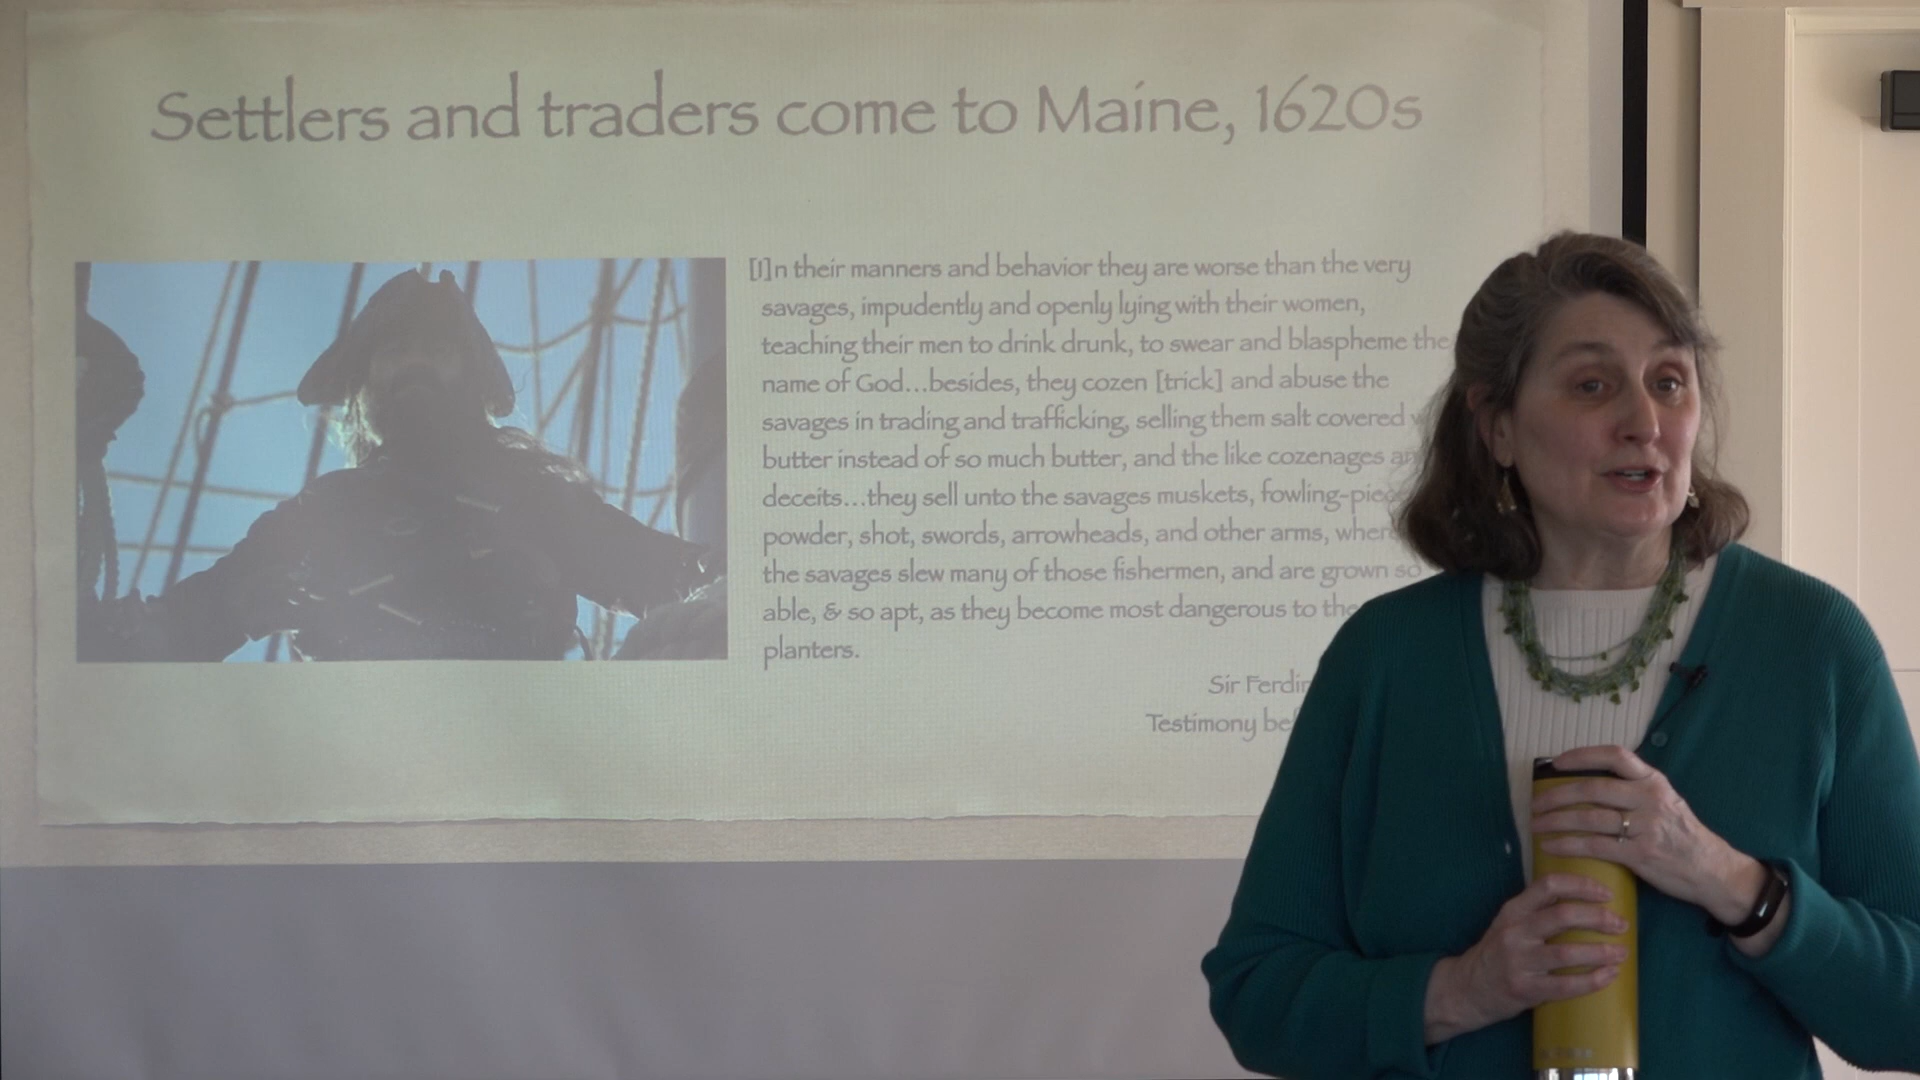 Settlers and traders come to Maine, 1620s
[I]n their manners and behavior they are worse than the very
savages, impudently and openly lying with their women,
teaching their men to drink drunk, to swear and blaspheme the
name of God...besides, they cozen [trick] and abuse the
savages in trading and trafficking, selling them salt covered
butter instead of so much butter, and the like cozenages
deceits...they sell unto the savages muskets,
powder, shot, swords, arrowheads, and other arms,
the savages slew many of those fishermen, and are grown so
able, & so apt, as they become most dangerous to the
planters.
Sir
Testimony